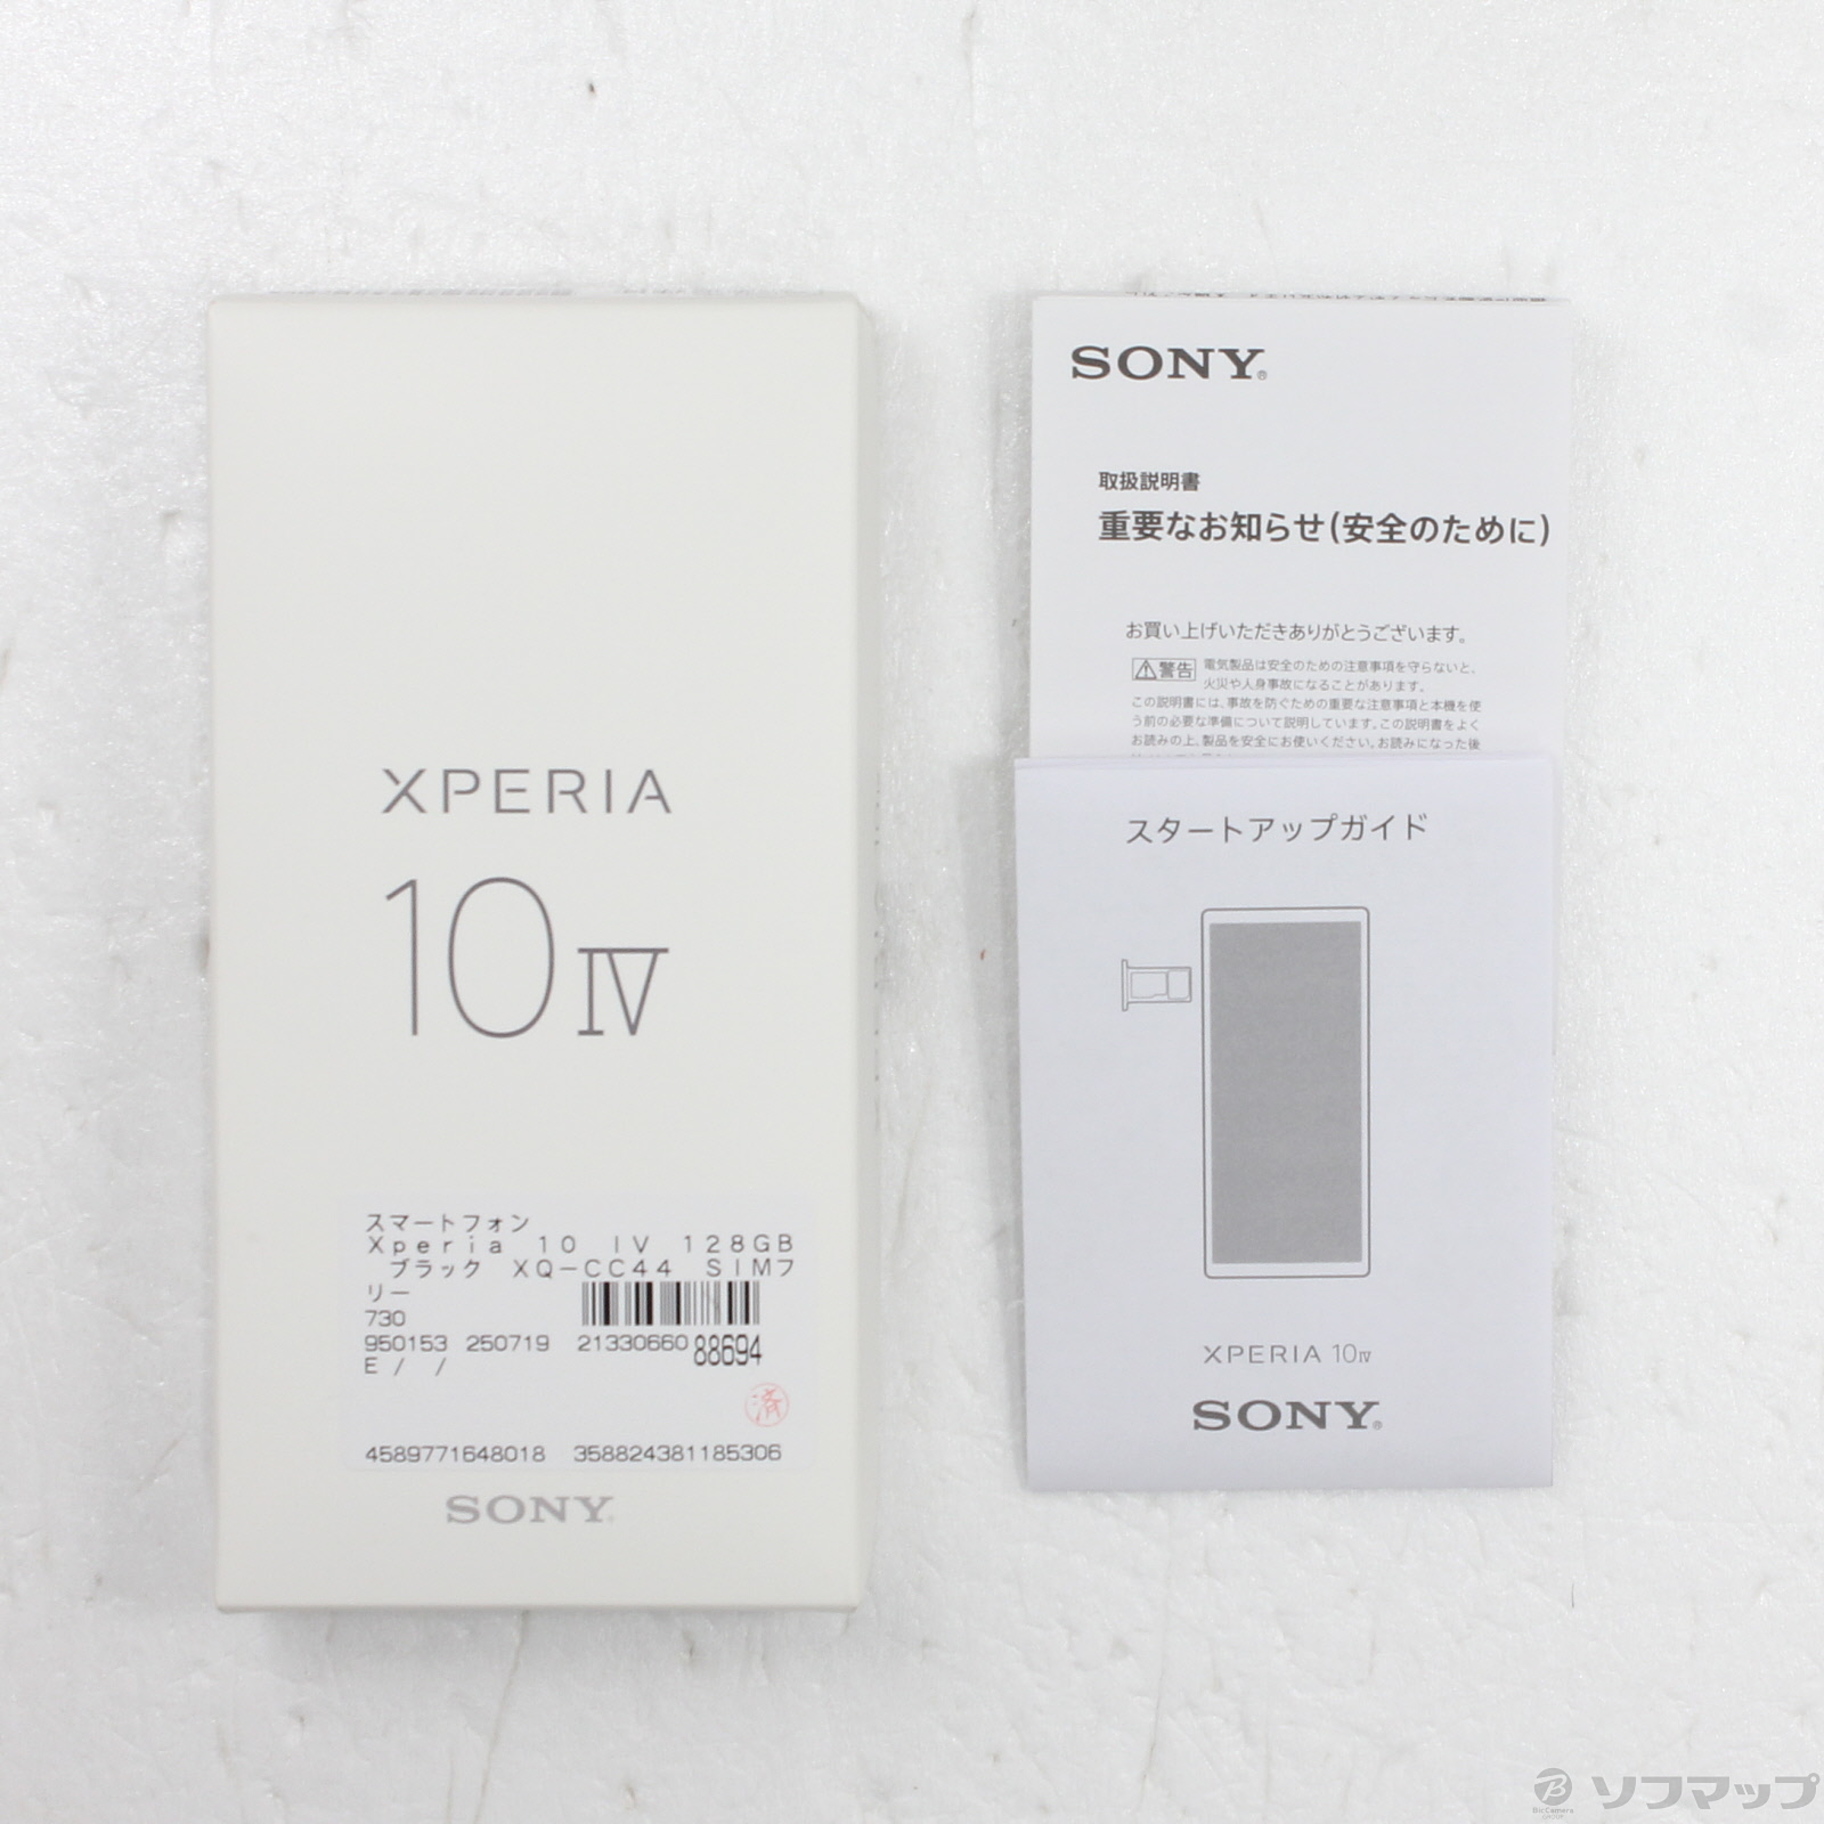 XPERIA
10 IV
スマートフォン
Xperia 10 IV 128GB
ブラック XQ-CC44 SIMフ
リー
730
950153 250719 21330660 88694
E / /
済
4589771648018 358824381185306
SONY
SONY®
取扱説明書
重要なお知らせ(安全のために)
お買い上げいただきありがとうございます。
警告 電気製品は安全のための注意事項を守らないと、
火災や人身事故になることがあります。
この説明書には、事故を防ぐための重要な注意事項と本機を使
う前の必要な準備について説明しています。この説明書をよく
お読みの上、製品を安全にお使いください。お読みになった後
スタートアップガイド
XPERIA 10 IV
SONY®
BicCamera
GROUP
ソフマップ